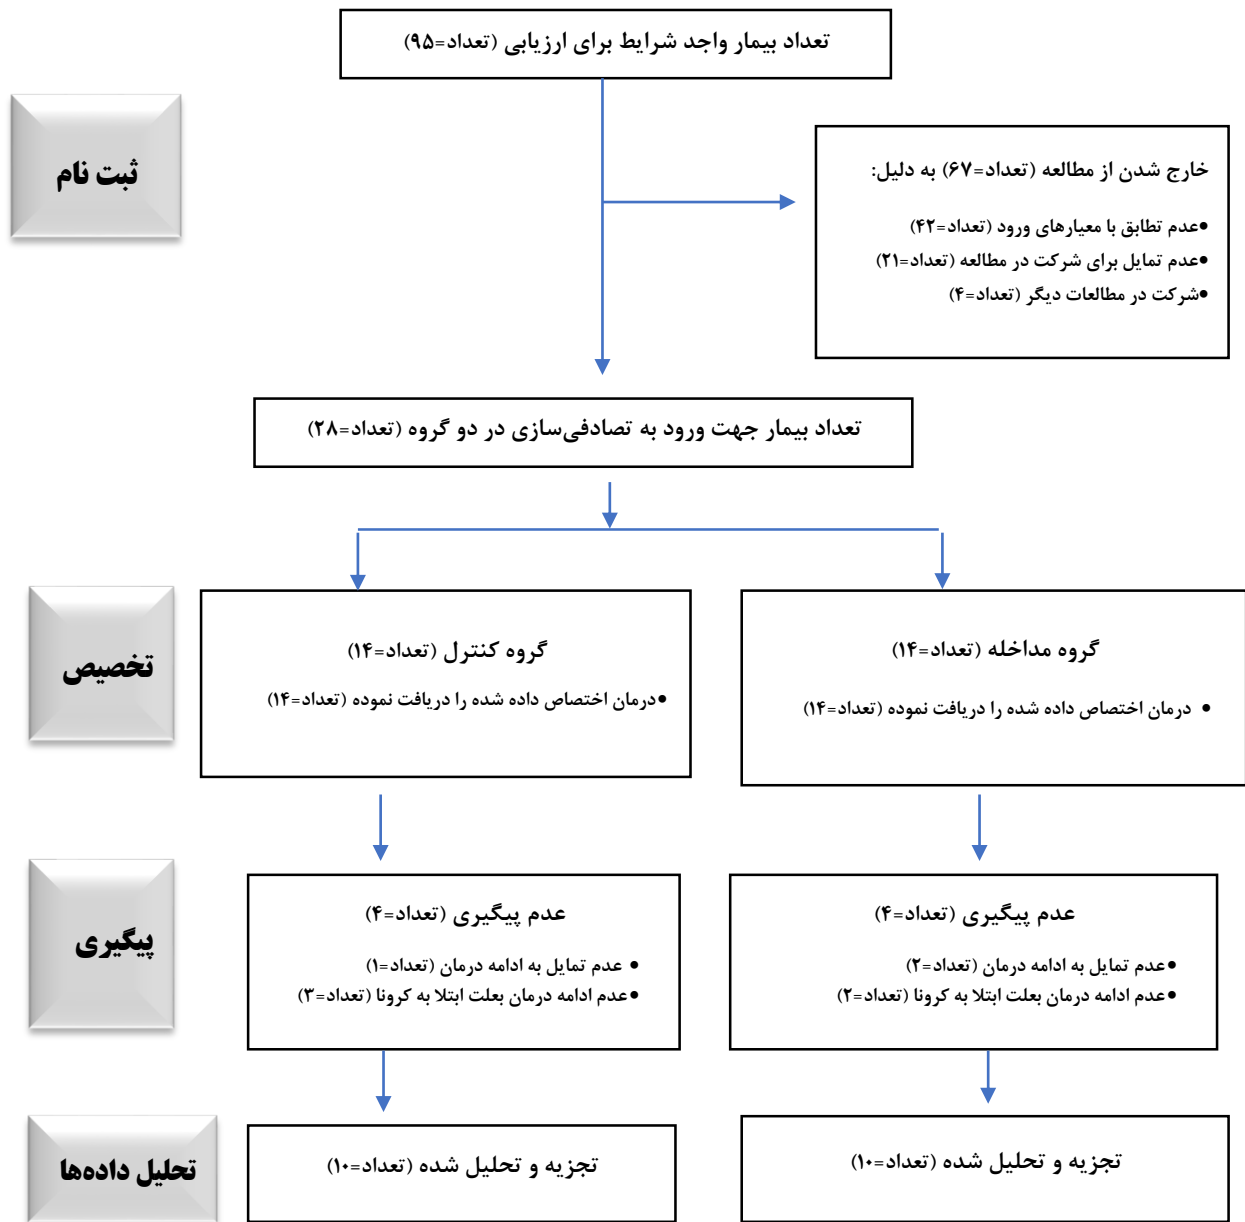 تعداد بیمار واجد شرایط برای ارزیابی (تعداد=۹۵)
ثبت نام
خارج شدن از مطالعه (تعداد=۶۷) به دلیل:
•عدم تطابق با معیارهای ورود (تعداد=۴۲)
•عدم تمایل برای شرکت در مطالعه (تعداد=۲۱)
•شرکت در مطالعات دیگر (تعداد=۴)
تعداد بیمار جهت ورود به تصادفی‌سازی در دو گروه (تعداد=۲۸)
تخصیص
گروه مداخله (تعداد=۱۴)
• درمان اختصاص داده شده را دریافت نموده (تعداد=۱۴)
گروه کنترل (تعداد=۱۴)
•درمان اختصاص داده شده را دریافت نموده (تعداد=۱۴)
پیگیری
عدم پیگیری (تعداد=۴)
•عدم تمایل به ادامه درمان (تعداد=۲)
•عدم ادامه درمان بعلت ابتلا به کرونا (تعداد=۲)
عدم پیگیری (تعداد=۴)
• عدم تمایل به ادامه درمان (تعداد=۱)
•عدم ادامه درمان بعلت ابتلا به کرونا (تعداد=۳)
تحلیل داده‌ها
تجزیه و تحلیل شده (تعداد=۱۰)
تجزیه و تحلیل شده (تعداد=۱۰)